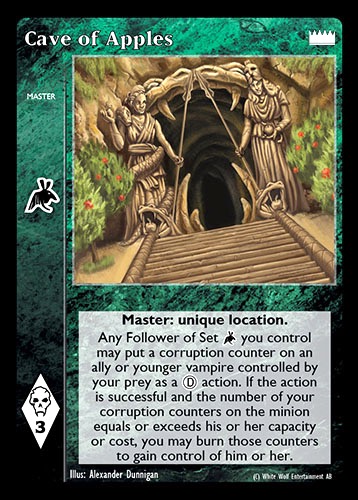 Cave of Apples
MASTER
Master: unique location.
Any Follower of Set you control
may put a corruption counter on an
ally or younger vampire controlled by
your prey as a Ⓓ action. If the action
is successful and the number of your
corruption counters on the minion
equals or exceeds his or her capacity
or cost, you may burn those counters
to gain control of him or her.
3
Illus: Alexander Dunnigan
(C) White Wolf Entertainment AB